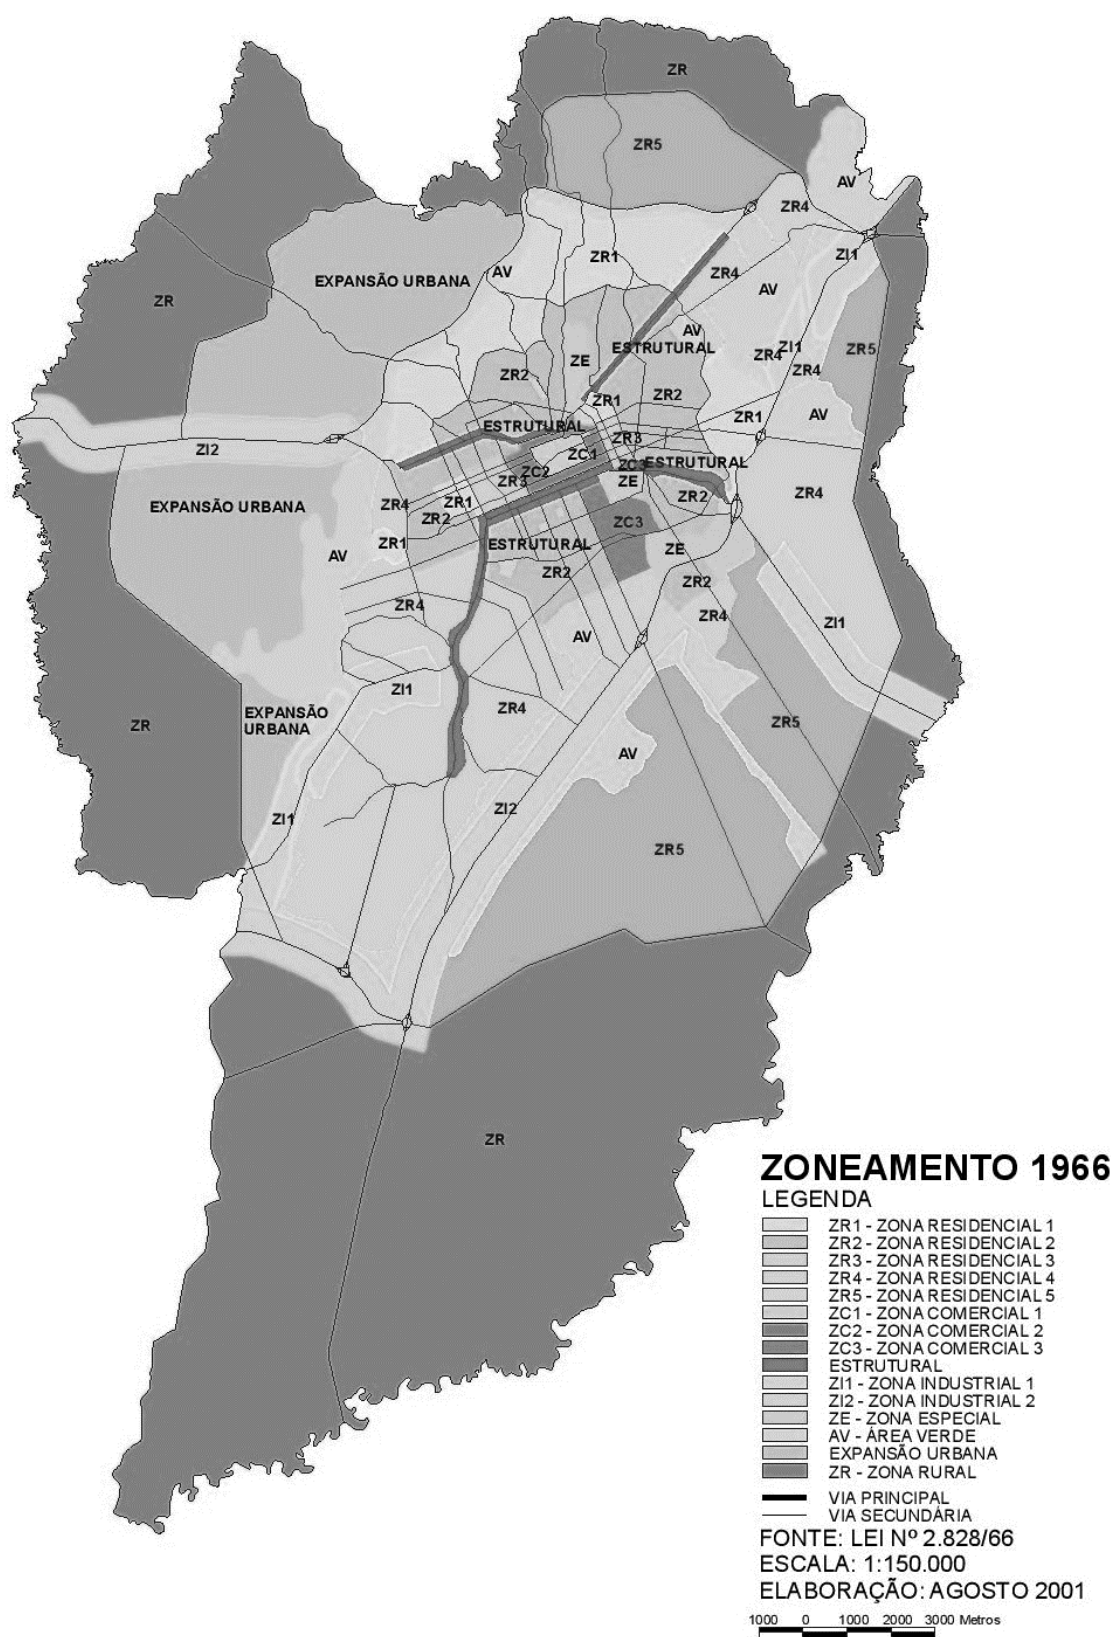 ZR
ZR5
AV
ZR4
ZI1
ZR1
AV
EXPANSÃO URBANA
ZR4
AV
ZR
AV
ESTRUTURAL
ZI1
ZR4
ZR5
ZE
ZR4
ZR2
ZR2
ZR1
AV
ZR1
ESTRUTURAL
ZR3
ZI2
ZC1
ZC3
ESTRUTURAL
ZC2
ZR3
ZE
ZR4
ZR2
ZR4
ZR1
EXPANSÃO URBANA
ZR2
ZC3
ZR1
ESTRUTURAL
ZE
AV
ZR2
ZR2
ZR4
ZR4
ZI1
AV
ZI1
ZR4
EXPANSÃO
URBANA
ZR
ZR5
AV
ZI2
ZI1
ZR5
ZR
ZONEAMENTO 1966
LEGENDA
ZR1 - ZONA RESIDENCIAL 1
ZR2 - ZONA RESIDENCIAL 2
ZR3 - ZONA RESIDENCIAL 3
ZR4 - ZONA RESIDENCIAL 4
ZR5 - ZONA RESIDENCIAL 5
ZC1 - ZONA COMERCIAL 1
ZC2 - ZONA COMERCIAL 2
ZC3 - ZONA COMERCIAL 3
ESTRUTURAL
ZI1 - ZONA INDUSTRIAL 1
ZI2 - ZONA INDUSTRIAL 2
ZE - ZONA ESPECIAL
AV - ÁREA VERDE
EXPANSÃO URBANA
ZR - ZONA RURAL
VIA PRINCIPAL
VIA SECUNDÁRIA
FONTE: LEI Nº 2.828/66
ESCALA: 1:150.000
ELABORAÇÃO: AGOSTO 2001
1000 0 1000 2000 3000 Metros